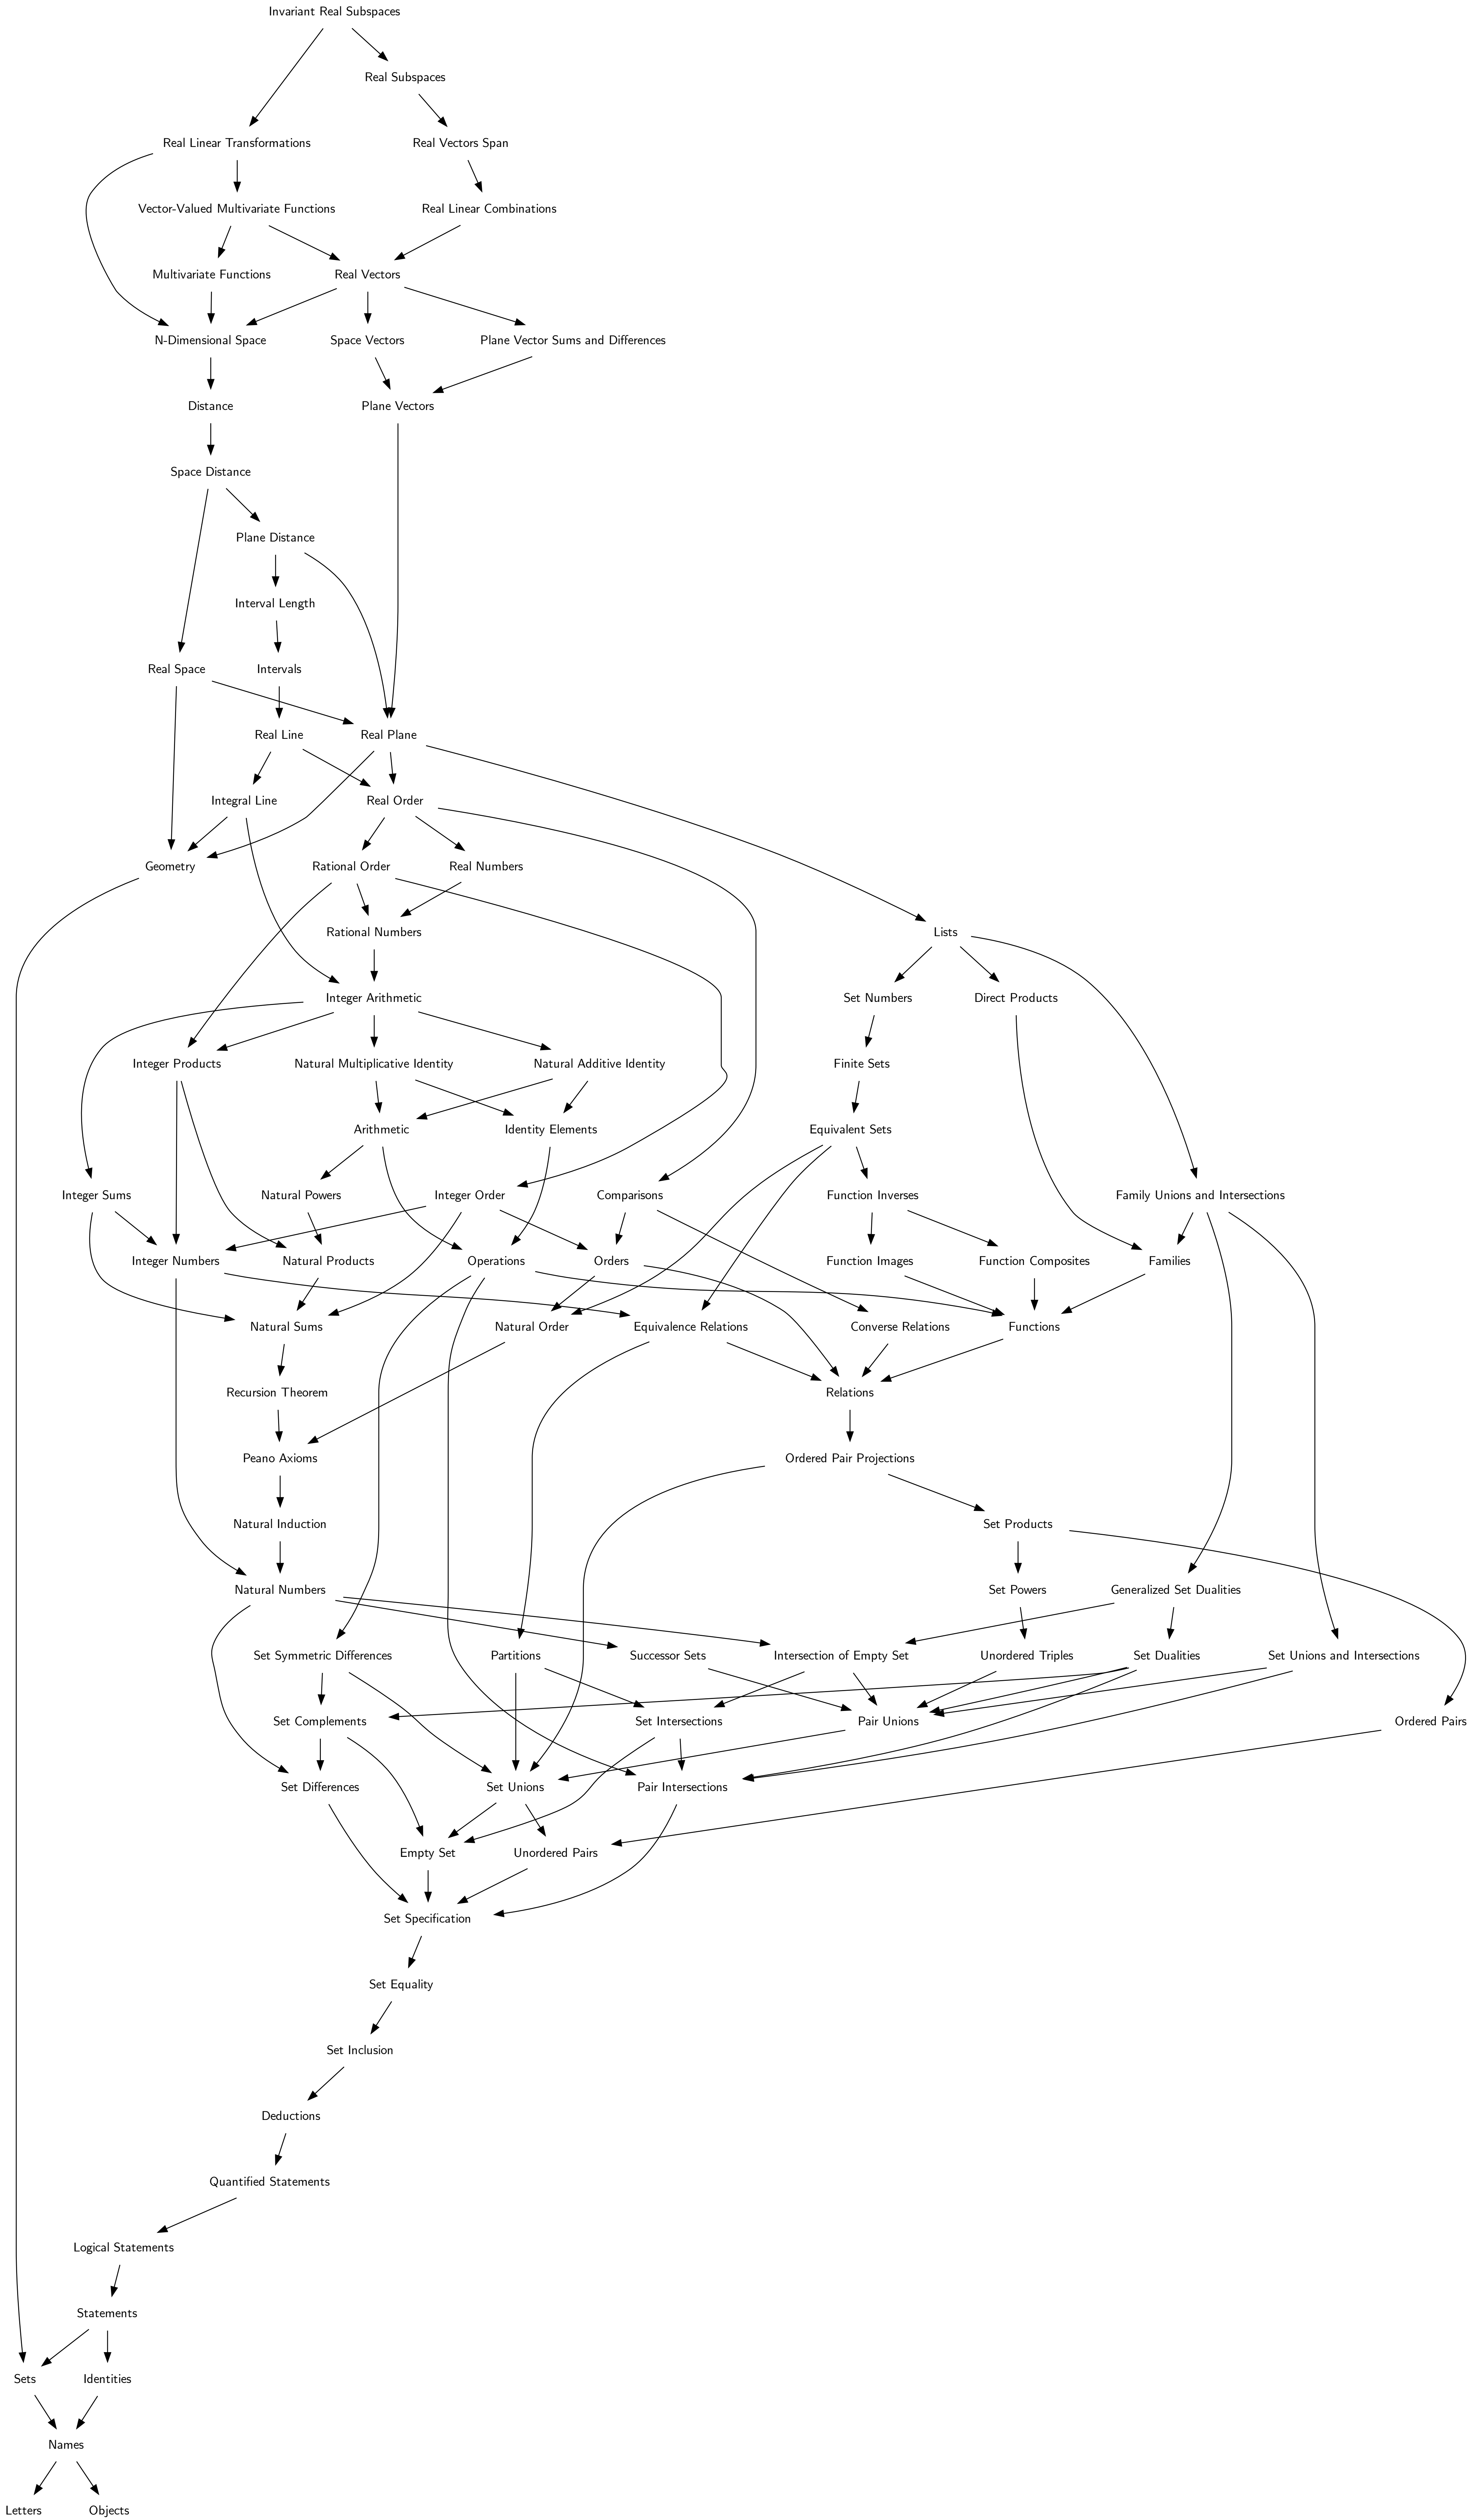 Invariant Real Subspaces
Real Subspaces
Real Linear Transformations
Real Vectors Span
Vector-Valued Multivariate Functions
Real Linear Combinations
Multivariate Functions
Real Vectors
N-Dimensional Space
Space Vectors
Plane Vector Sums and Differences
Distance
Plane Vectors
Space Distance
Plane Distance
Interval Length
Real Space
Intervals
Real Line
Real Plane
Integral Line
Real Order
Geometry
Rational Order
Real Numbers
Rational Numbers
Lists
Integer Arithmetic
Set Numbers
Direct Products
Integer Products
Natural Multiplicative Identity
Natural Additive Identity
Finite Sets
Arithmetic
Identity Elements
Equivalent Sets
Integer Sums
Natural Powers
Integer Order
Comparisons
Function Inverses
Family Unions and Intersections
Integer Numbers
Natural Products
Operations
Orders
Function Images
Function Composites
Families
Natural Sums
Natural Order
Equivalence Relations
Converse Relations
Functions
Recursion Theorem
Relations
Peano Axioms
Ordered Pair Projections
Natural Induction
Set Products
Natural Numbers
Set Powers
Generalized Set Dualities
Set Symmetric Differences
Partitions
Successor Sets
Intersection of Empty Set
Unordered Triples
Set Dualities
Set Unions and Intersections
Set Complements
Set Intersections
Pair Unions
Ordered Pairs
Set Differences
Set Unions
Pair Intersections
Empty Set
Unordered Pairs
Set Specification
Set Equality
Set Inclusion
Deductions
Quantified Statements
Logical Statements
Statements
Sets
Identities
Names
Letters
Objects